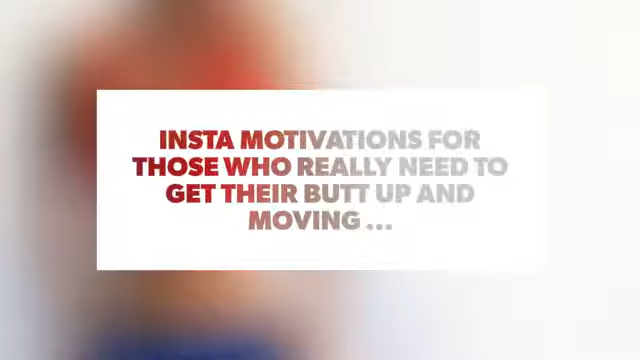 INSTA MOTIVATIONS FOR
THOSE WHO REALLY NEED TO
GET THEIR BUTT UP AND
MOVING ...